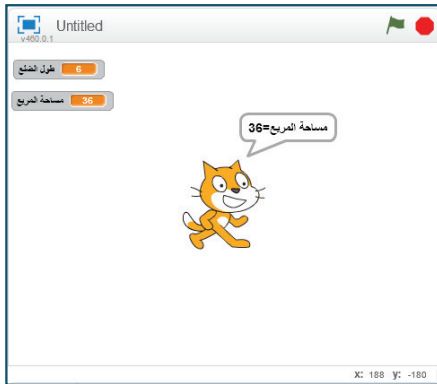 Untitled
v460.0.1
طول الضلع 6
مساحة المربع 36
مساحة المربع=36
x: 188 y: -180